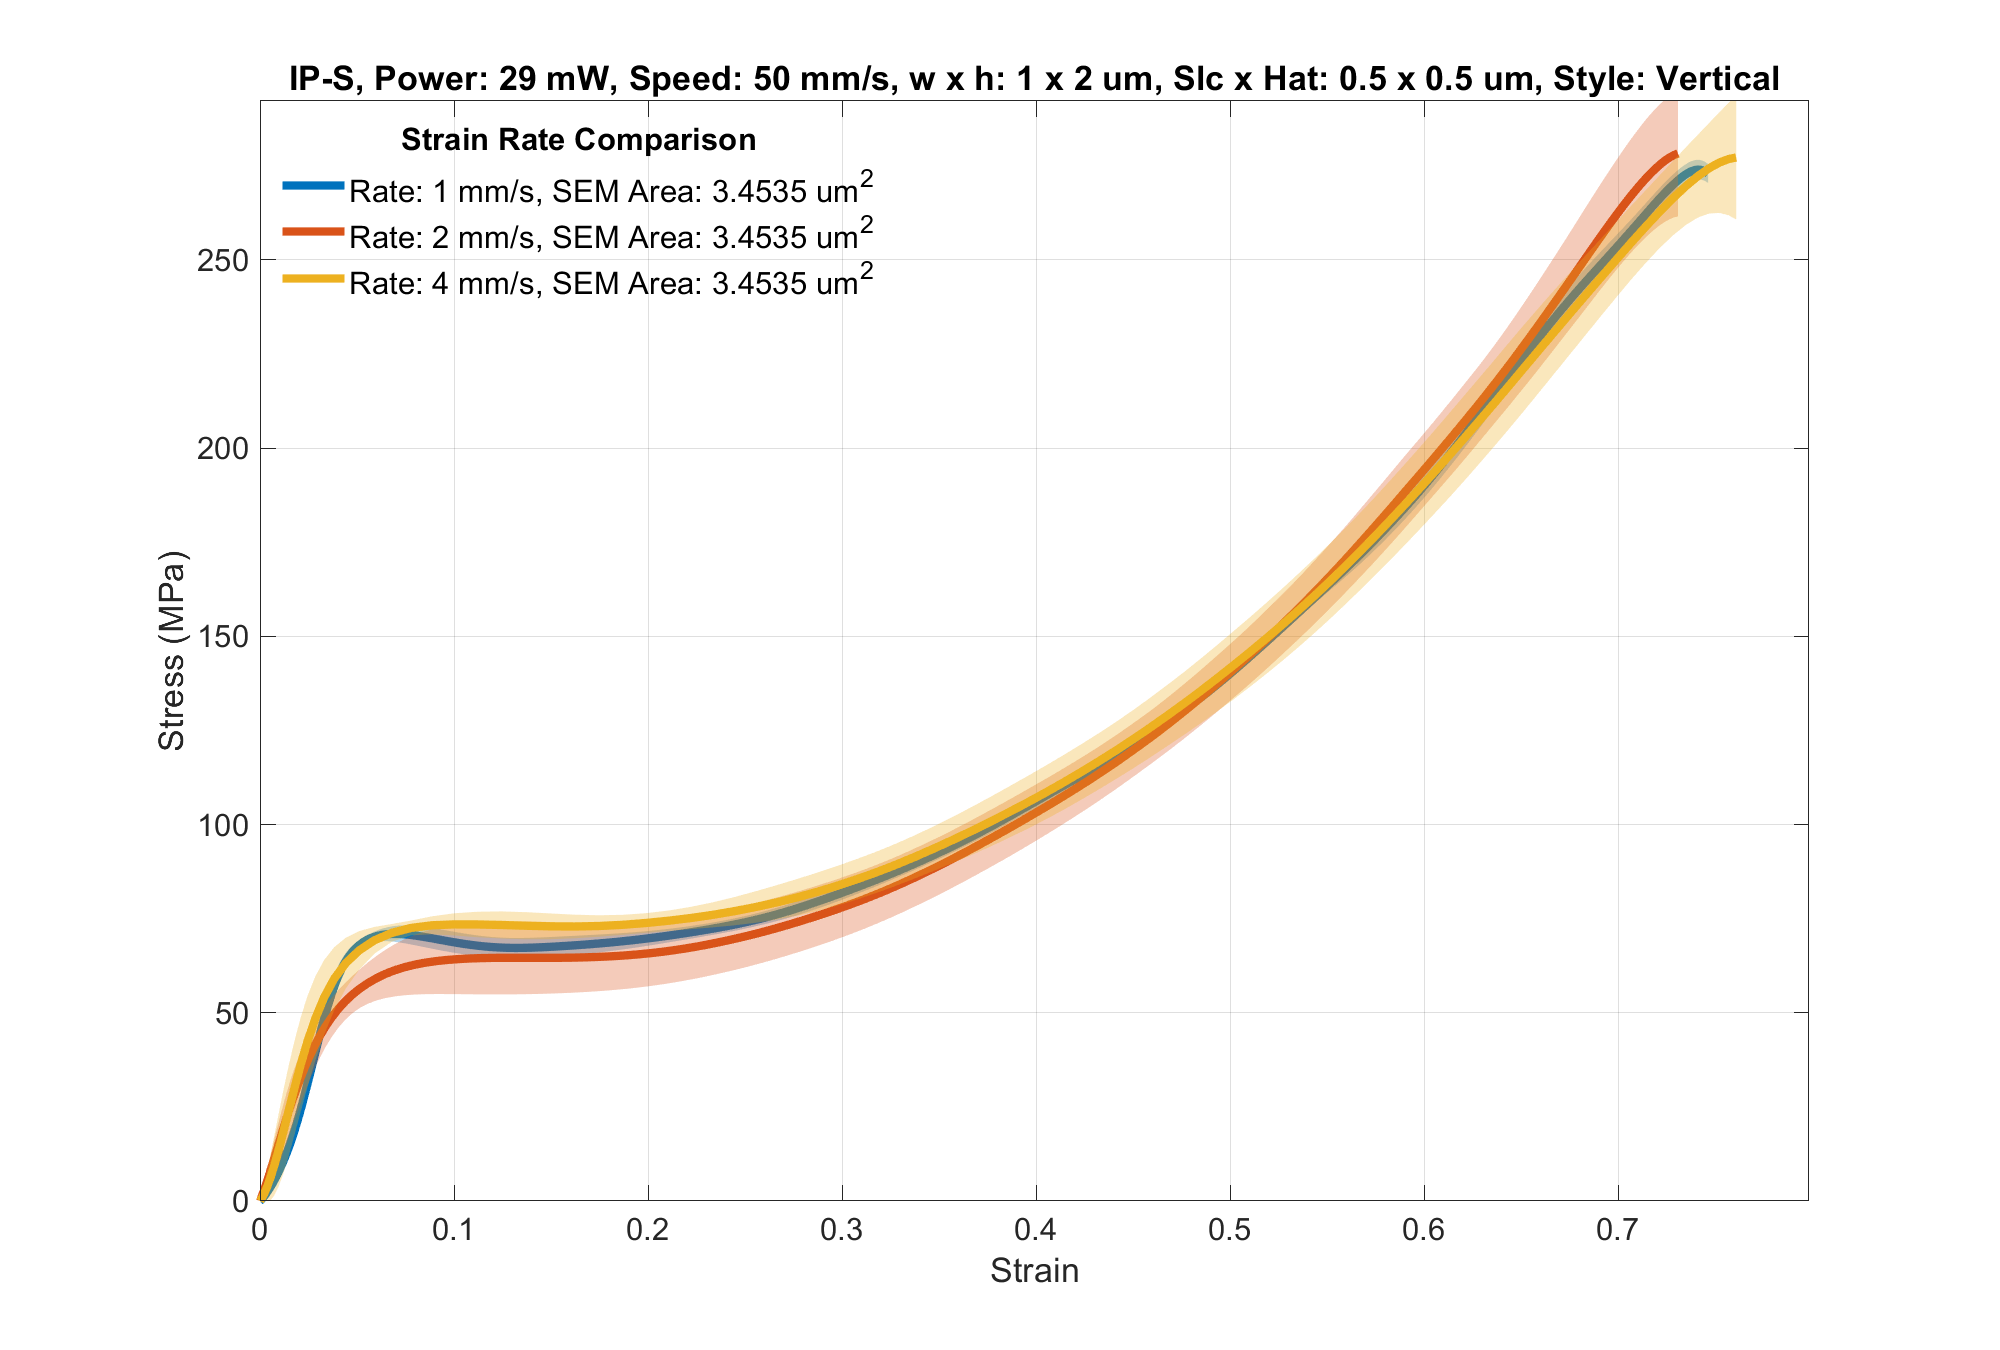 IP-S, Power: 29 mW, Speed: 50 mm/s, w x h: 1 x 2 um, Slc x Hat: 0.5 x 0.5 um, Style: Vertical
Strain Rate Comparison
Rate: 1 mm/s, SEM Area: 3.4535 um²
Rate: 2 mm/s, SEM Area: 3.4535 um²
Rate: 4 mm/s, SEM Area: 3.4535 um²
250
200
150
100
50
0
Stress (MPa)
0 0.1 0.2 0.3 0.4 0.5 0.6 0.7
Strain